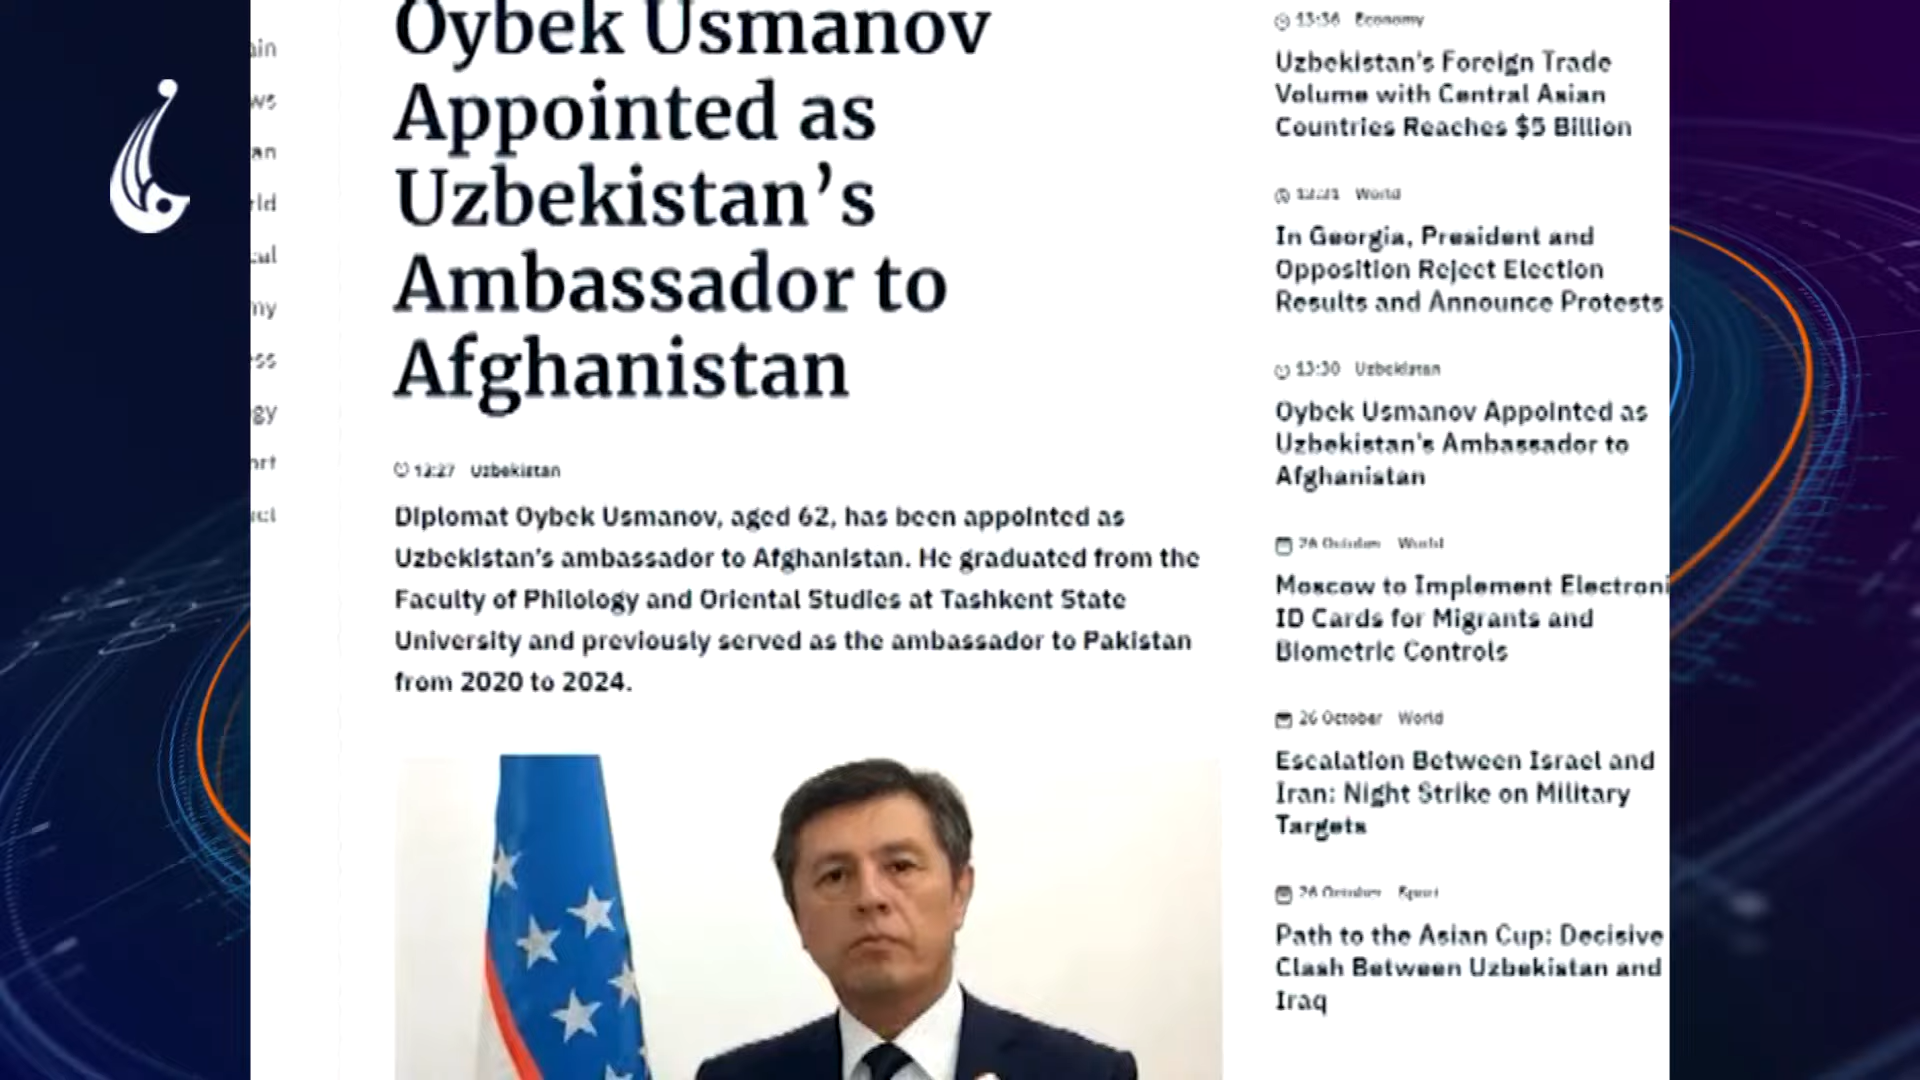 Oybek Usmanov
Appointed as
Uzbekistan’s
Ambassador to
Afghanistan
12:27 Uzbekistan
Diplomat Oybek Usmanov, aged 62, has been appointed as
Uzbekistan's ambassador to Afghanistan. He graduated from the
Faculty of Philology and Oriental Studies at Tashkent State
University and previously served as the ambassador to Pakistan
from 2020 to 2024.
13:36 Economy
Uzbekistan's Foreign Trade
Volume with Central Asian
Countries Reaches $5 Billion
World
In Georgia, President and
Opposition Reject Election
Results and Announce Protests
13:30 Uzbekistan
Oybek Usmanov Appointed as
Uzbekistan's Ambassador to
Afghanistan
26 October World
Moscow to Implement Electroni
ID Cards for Migrants and
Biometric Controls
26 October World
Escalation Between Israel and
Iran: Night Strike on Military
Targets
26 October Sport
Path to the Asian Cup: Decisive
Clash Between Uzbekistan and
Iraq